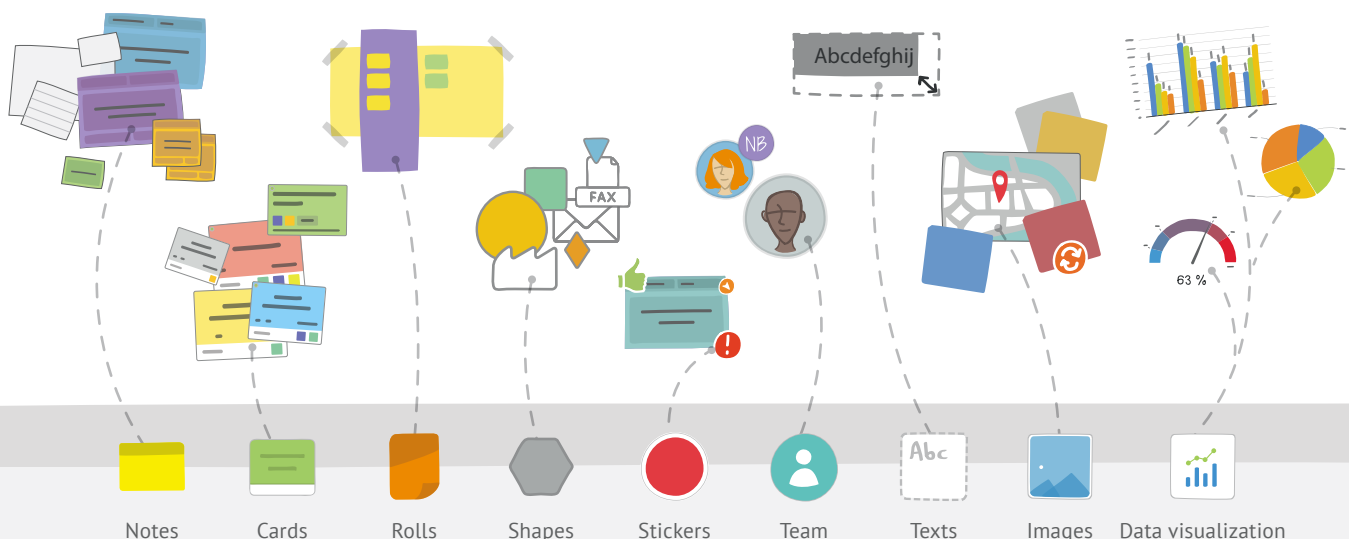 Abcdefghij
NB
FAX
63 %
Abc
Notes
Cards
Rolls
Shapes
Stickers
Team
Texts
Images
Data visualization